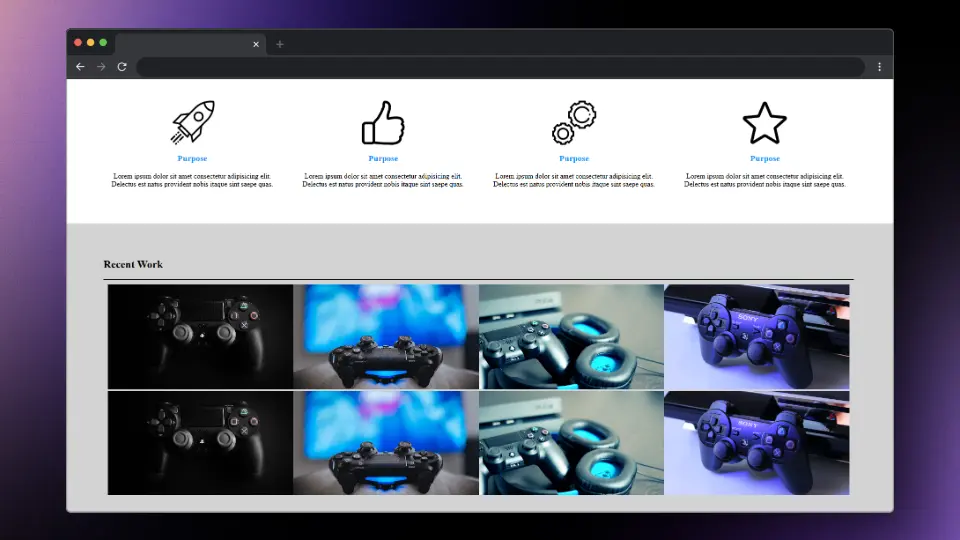 Purpose
Lorem ipsum dolor sit amet consectetur adipisicing elit.
Delectus est natus provident nobis itaque sint saepe quas.
Purpose
Lorem ipsum dolor sit amet consectetur adipisicing elit.
Delectus est natus provident nobis itaque sint saepe quas.
Purpose
Lorem ipsum dolor sit amet consectetur adipisicing elit.
Delectus est natus provident nobis itaque sint saepe quas.
Purpose
Lorem ipsum dolor sit amet consectetur adipisicing elit.
Delectus est natus provident nobis itaque sint saepe quas.
Recent Work
SONY
SONY